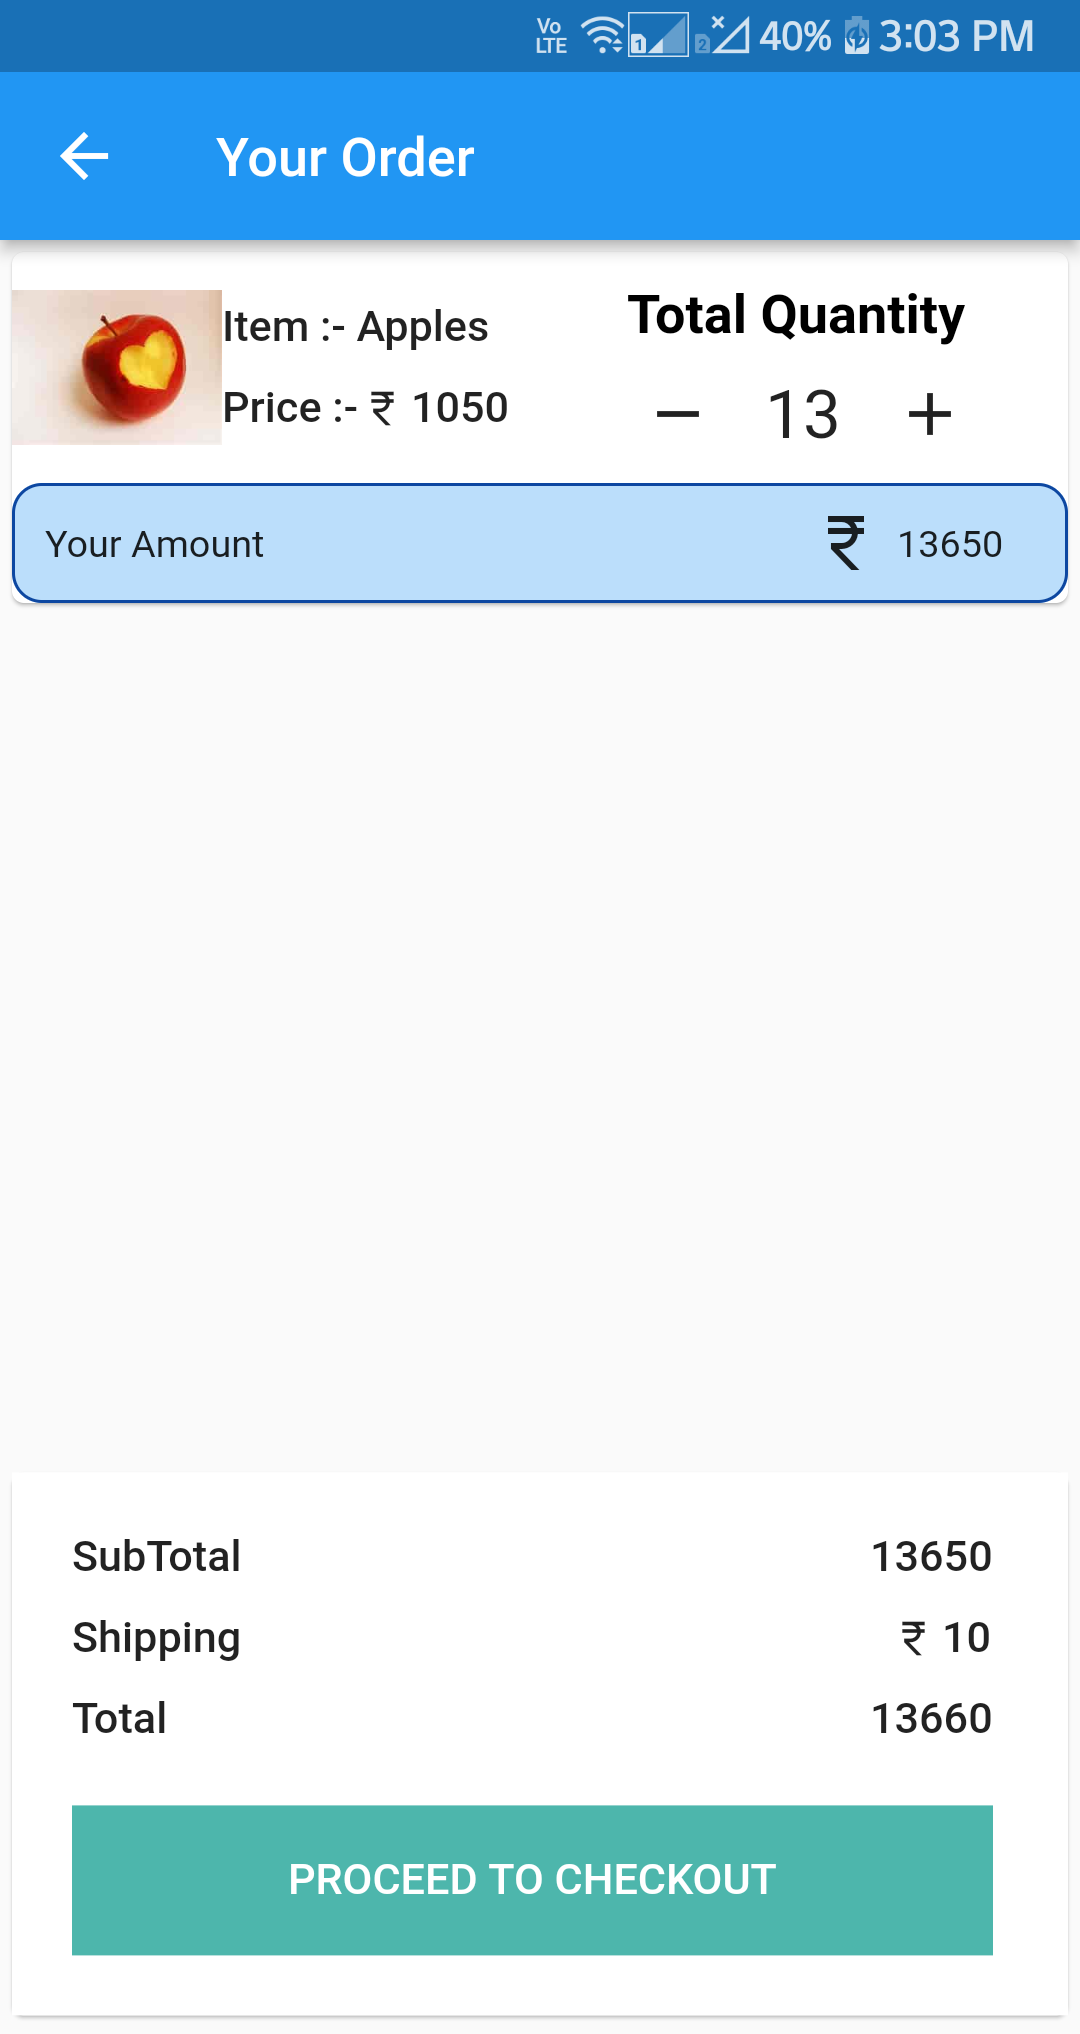 Vo LTE 1 2 40% 3:03 PM
Your Order
Item :- Apples
Total Quantity
Price :- ₹ 1050
13
Your Amount ₹ 13650
SubTotal 13650
Shipping ₹ 10
Total 13660
PROCEED TO CHECKOUT